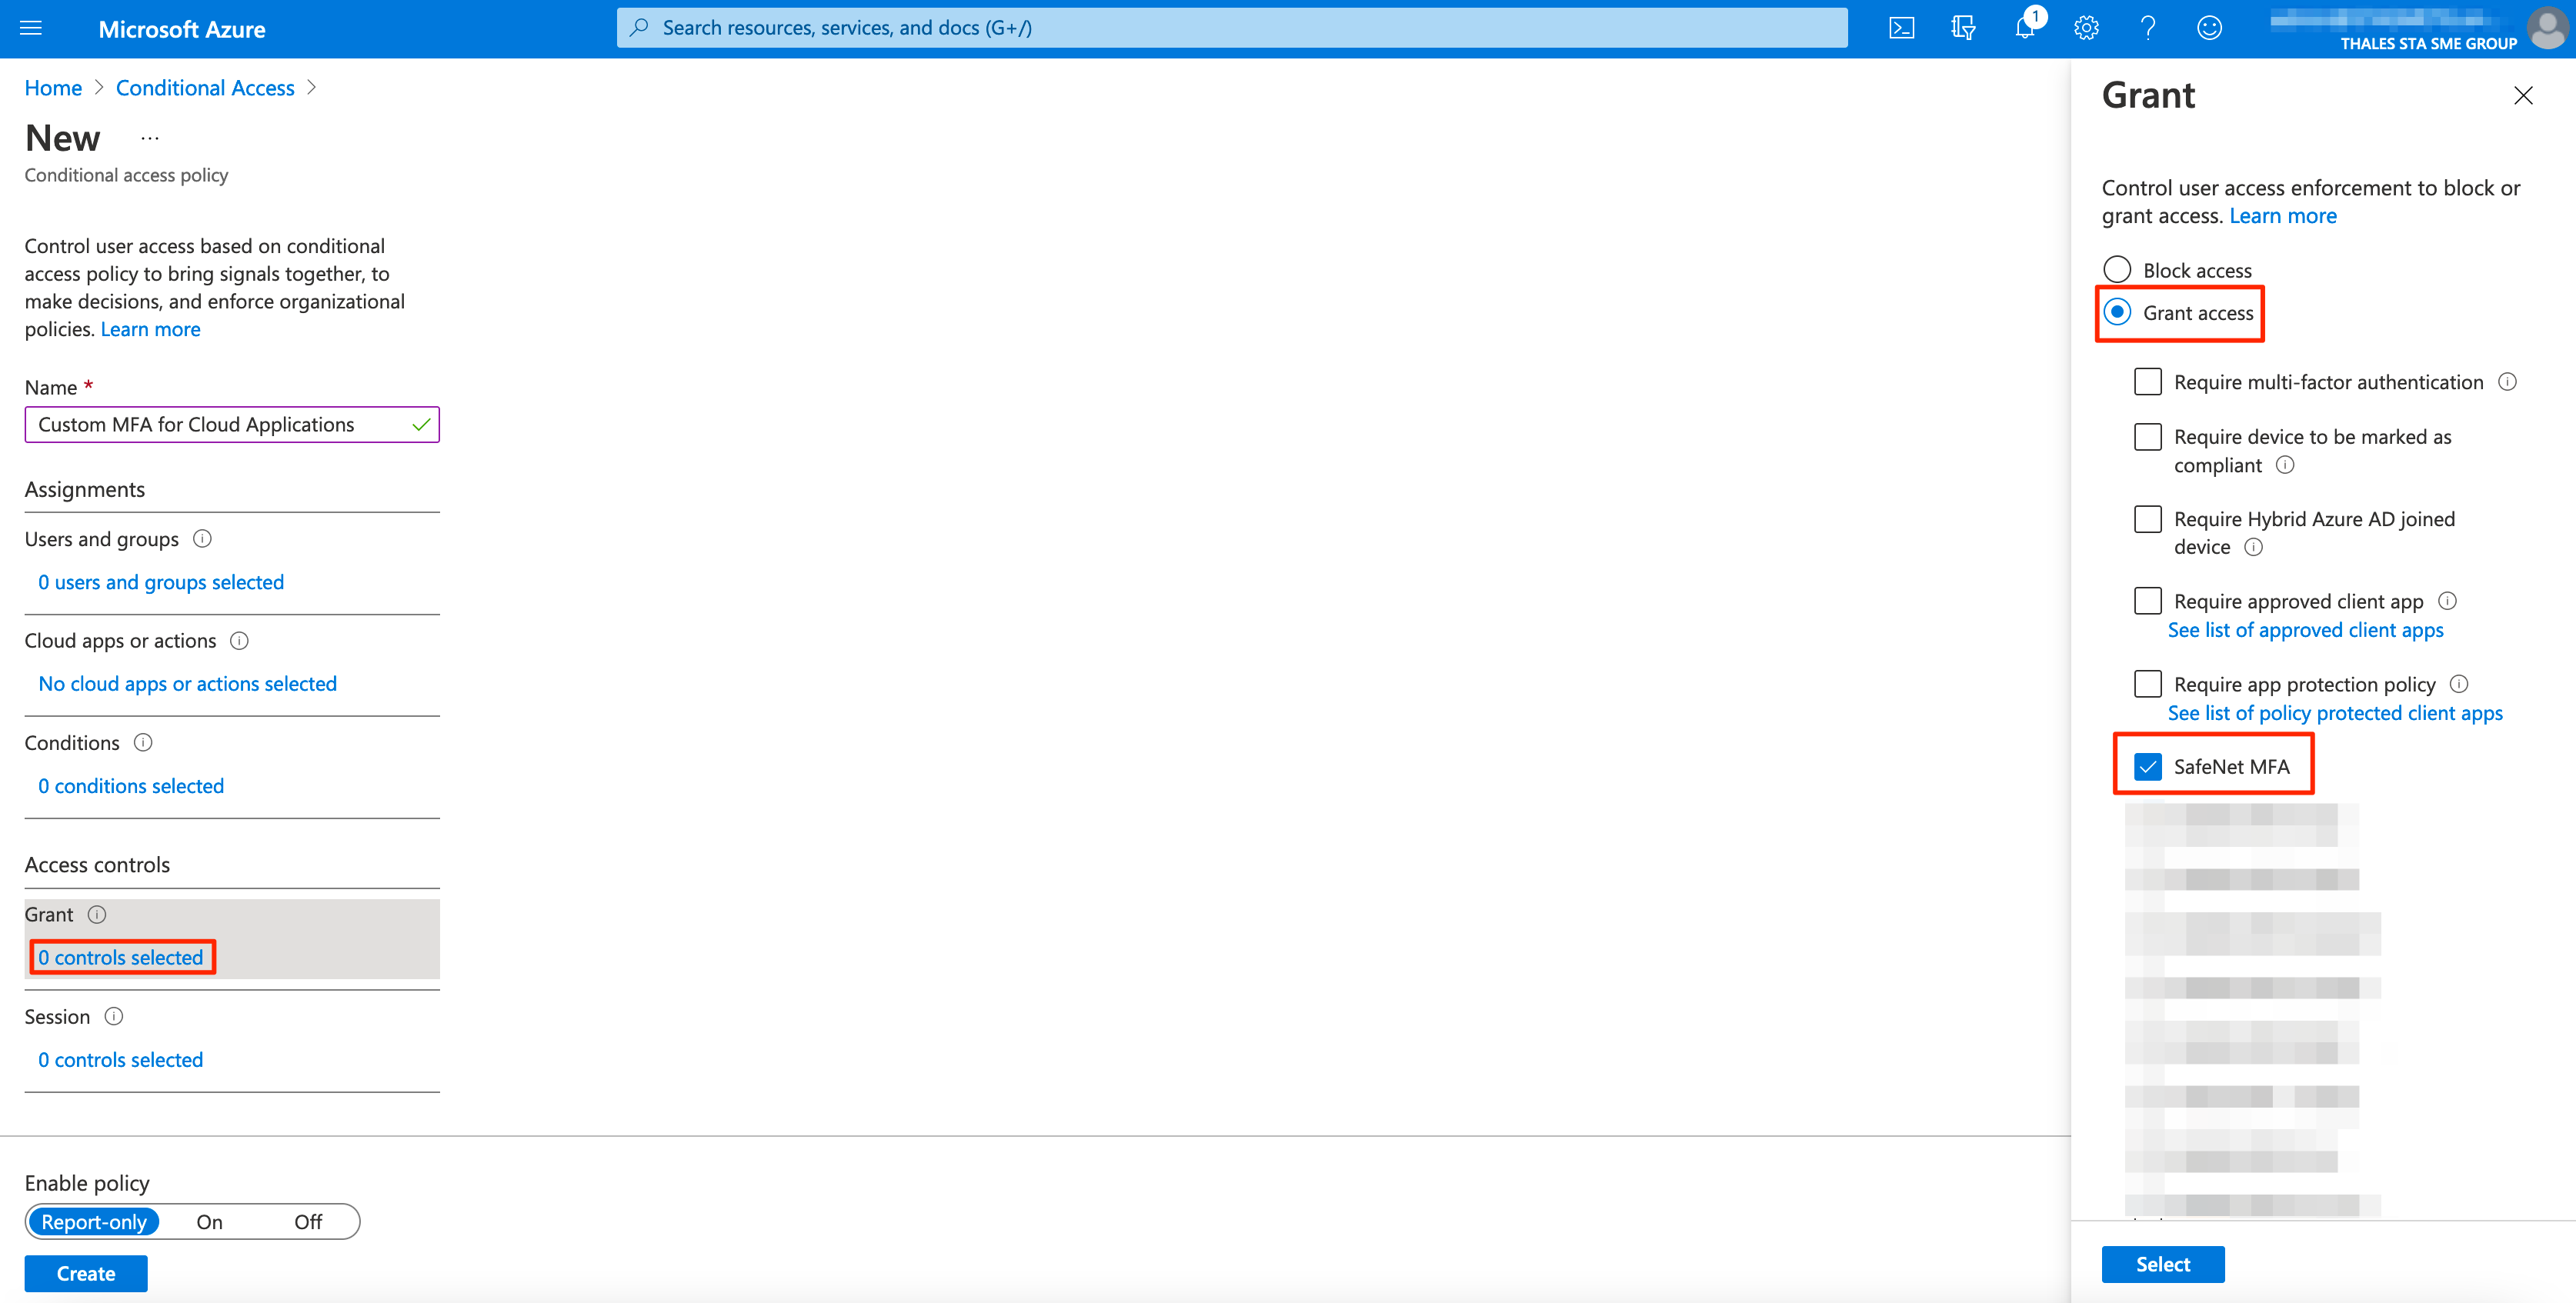 Microsoft Azure
Search resources, services, and docs (G+/)
1
THALES STA SME GROUP
Home > Conditional Access >
New ...
Conditional access policy
Control user access based on conditional
access policy to bring signals together, to
make decisions, and enforce organizational
policies. Learn more
Name *
Custom MFA for Cloud Applications
Assignments
Users and groups
0 users and groups selected
Cloud apps or actions
No cloud apps or actions selected
Conditions
0 conditions selected
Access controls
Grant
0 controls selected
Session
0 controls selected
Enable policy
Report-only On Off
Create
Grant
Control user access enforcement to block or
grant access. Learn more
Block access
Grant access
Require multi-factor authentication
Require device to be marked as
compliant
Require Hybrid Azure AD joined
device
Require approved client app
See list of approved client apps
Require app protection policy
See list of policy protected client apps
SafeNet MFA
Select